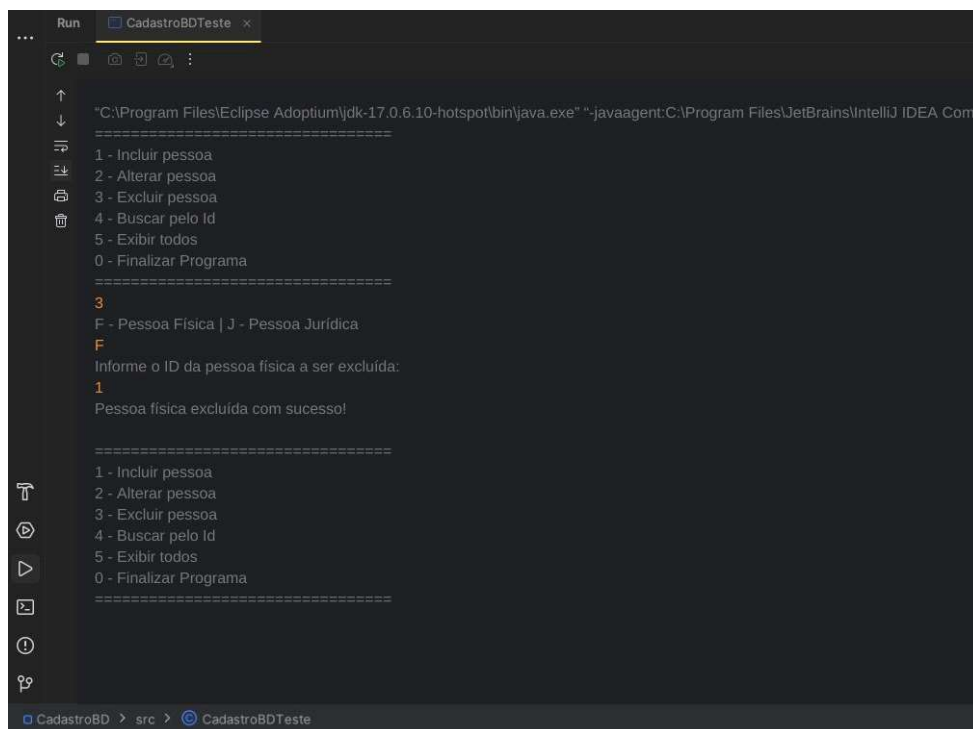 Run CadastroBDTeste ×
"C:\Program Files\Eclipse Adoptium\jdk-17.0.6.10-hotspot\bin\java.exe" "-javaagent:C:\Program Files\JetBrains\IntelliJ IDEA Com
=================================
1 - Incluir pessoa
2 - Alterar pessoa
3 - Excluir pessoa
4 - Buscar pelo Id
5 - Exibir todos
0 - Finalizar Programa
=================================
3
F - Pessoa Física | J - Pessoa Jurídica
F
Informe o ID da pessoa física a ser excluída:
1
Pessoa física excluída com sucesso!
=================================
1 - Incluir pessoa
2 - Alterar pessoa
3 - Excluir pessoa
4 - Buscar pelo Id
5 - Exibir todos
0 - Finalizar Programa
=================================
CadastroBD > src > CadastroBDTeste